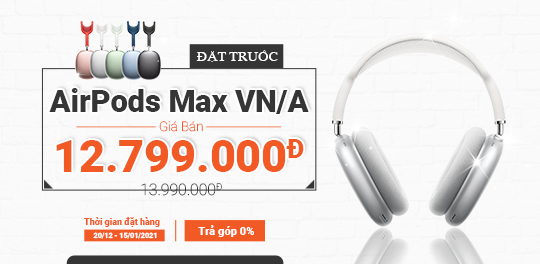 ĐẶT TRƯỚC
AirPods Max VN/A
Giá Bán
12.799.000Đ
13.990.000Đ
Thời gian đặt hàng
20/12 - 15/01/2021
Trả góp 0%